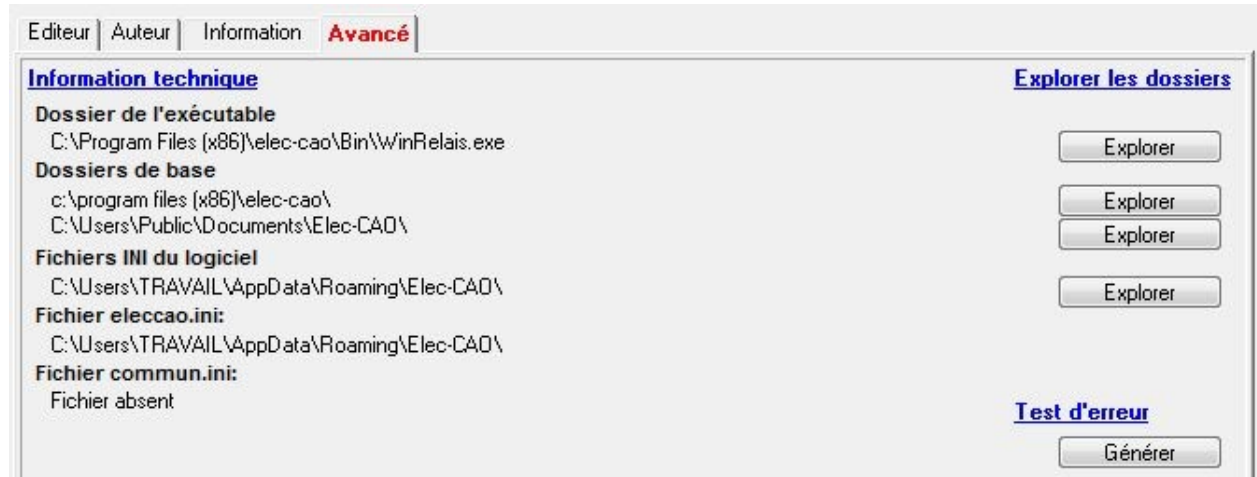 Editeur Auteur Information Avancé
Information technique Explorer les dossiers
Dossier de l'exécutable
C:\Program Files (x86)\elec-cao\Bin\\WinRelais.exe Explorer
Dossiers de base
c:\program files (x86)\elec-cao\ Explorer
C:\Users\Public\Documents\Elec-CAO\ Explorer
Fichiers INI du logiciel
C:\Users\TRAVAIL\AppData\Roaming\Elec-CAO\ Explorer
Fichier eleccao.ini:
C:\Users\TRAVAIL\AppData\Roaming\Elec-CAO\
Fichier commun.ini:
Fichier absent
Test d'erreur
Générer